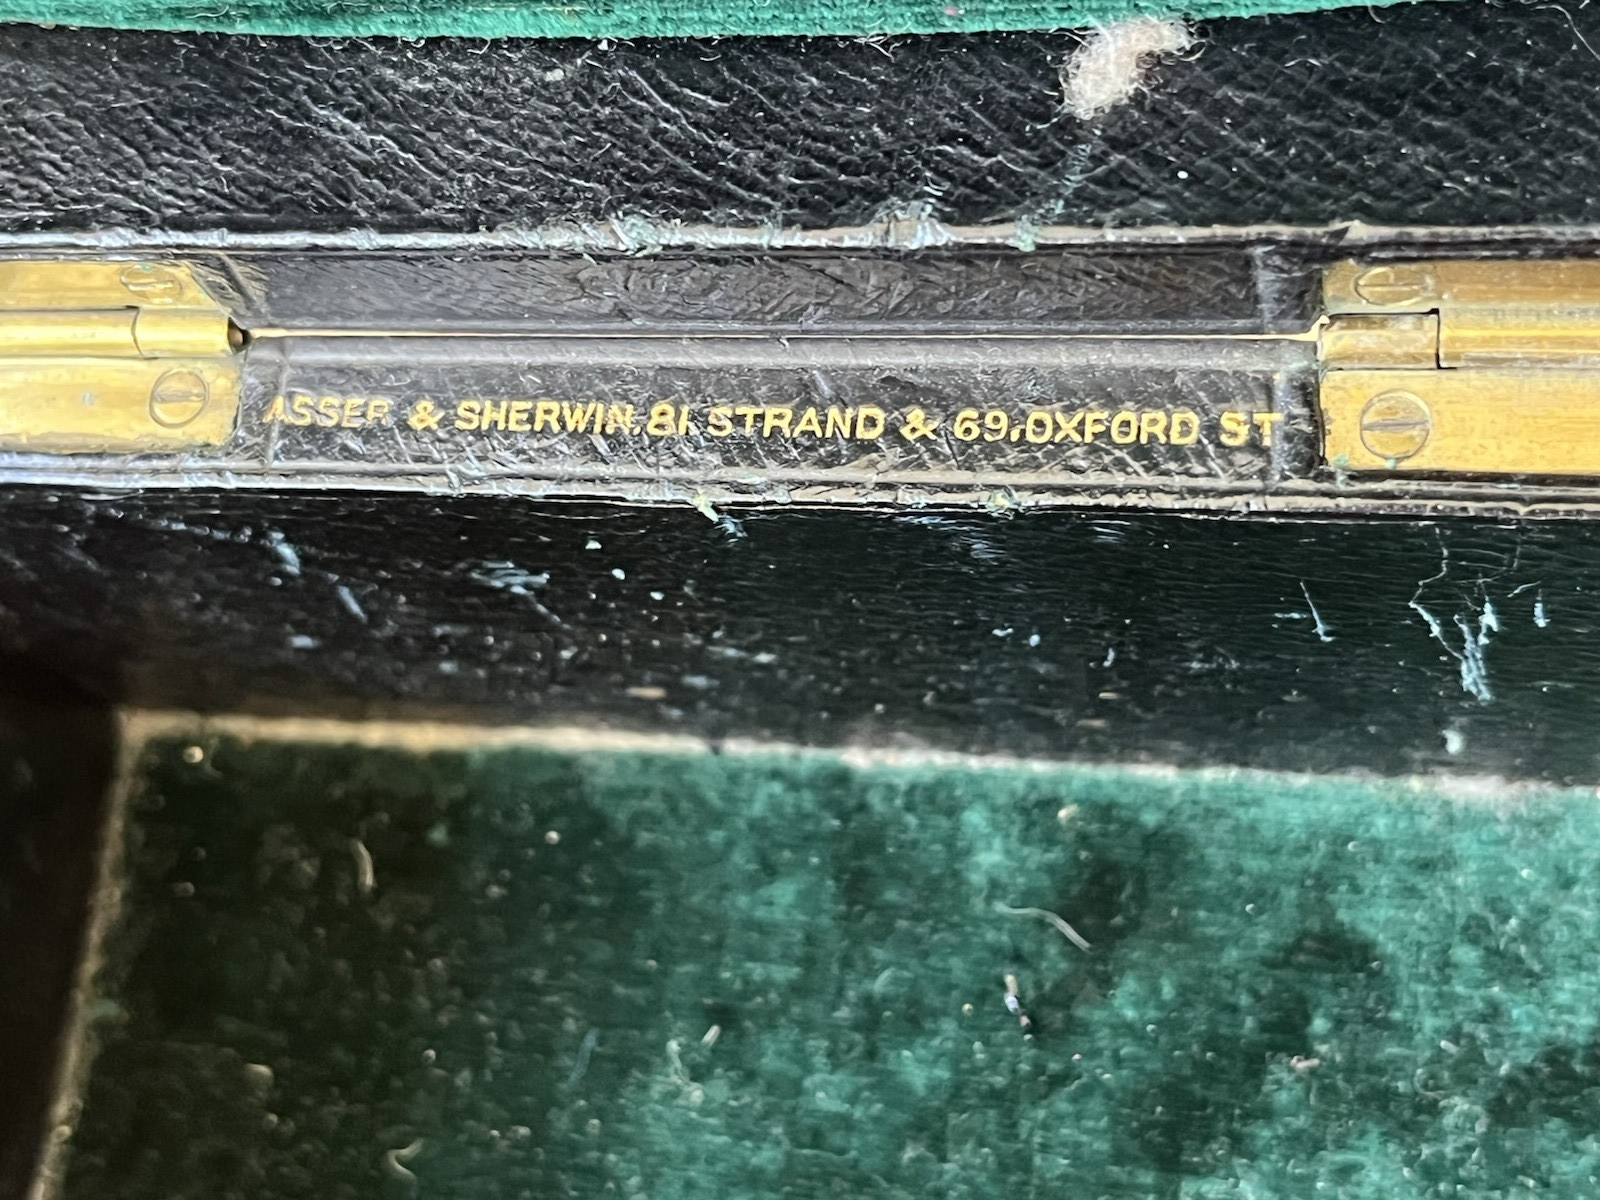 ASSER & SHERWIN. 81. STRAND & 69. OXFORD ST